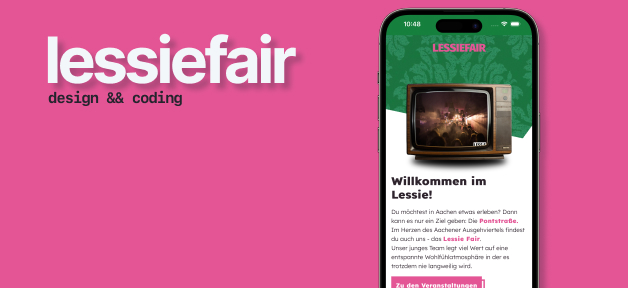 lessiefair
design && coding
10:48
LESSIEFAIR
Willkommen im
Lessie!
Du möchtest in Aachen etwas erleben? Dann
kann es nur ein Ziel geben: Die Pontstraße.
Im Herzen des Aachener Ausgehviertels findest
du auch uns - das Lessie Fair.
Unser junges Team legt viel Wert auf eine
entspannte Wohlfühlatmosphäre in der es
trotzdem nie langweilig wird.
Zu den Veranstaltungen